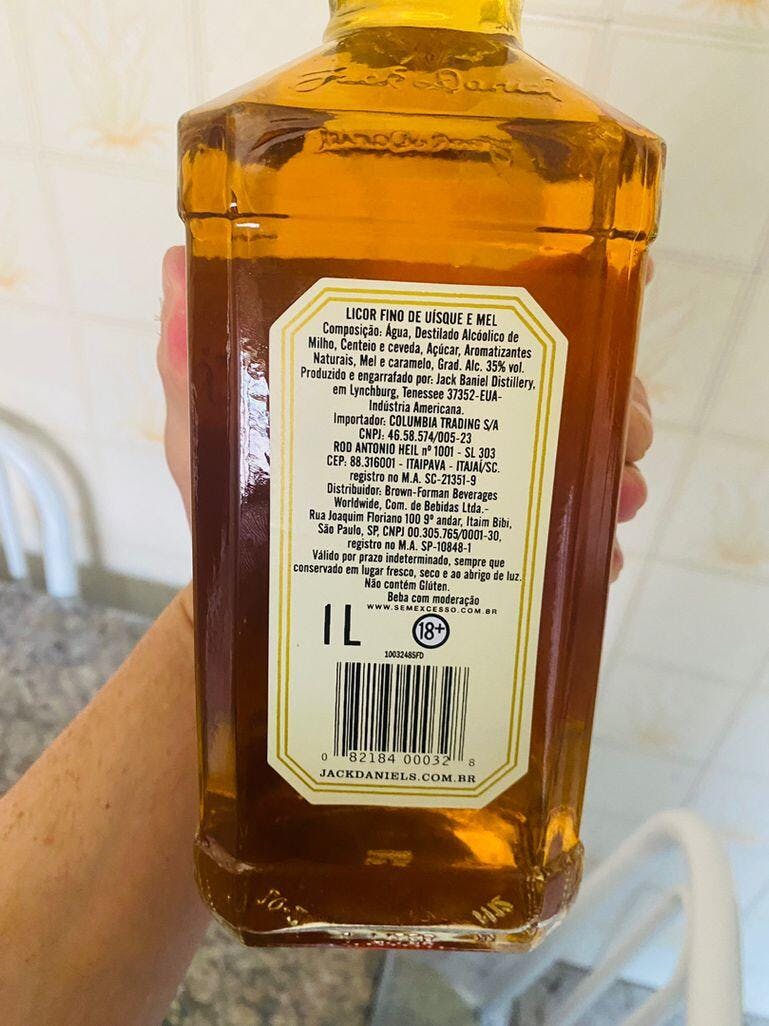 Jack Daniel
LICOR FINO DE UÍSQUE E MEL
Composição: Água, Destilado Alcóolico de
Milho, Centeio e ceveda, Açúcar, Aromatizantes
Naturais, Mel e caramelo, Grad. Alc. 35% vol.
Produzido e engarrafado por: Jack Baniel Distillery,
em Lynchburg, Tenessee 37352-EUA-
Indústria Americana.
Importador: COLUMBIA TRADING S/A
CNPJ: 46.58.574/005-23
ROD ANTONIO HEIL nº 1001 - SL 303
CEP: 88.316001 - ITAIPAVA - ITAJAÍ/SC.
registro no M.A. SC-21351-9
Distribuidor: Brown-Forman Beverages
Worldwide, Com. de Bebidas Ltda.-
Rua Joaquim Floriano 100 9º andar, Itaim Bibi,
São Paulo, SP, CNPJ 00.305.765/0001-30,
registro no M.A. SP-10848-1
Válido por prazo indeterminado, sempre que
conservado em lugar fresco, seco e ao abrigo de luz.
Não contém Glúten.
Beba com moderação
WWW.SEMEXCESSO.COM.BR
1L 18+
1003248SFD
0 82184 00032 8
JACKDANIELS.COM.BR